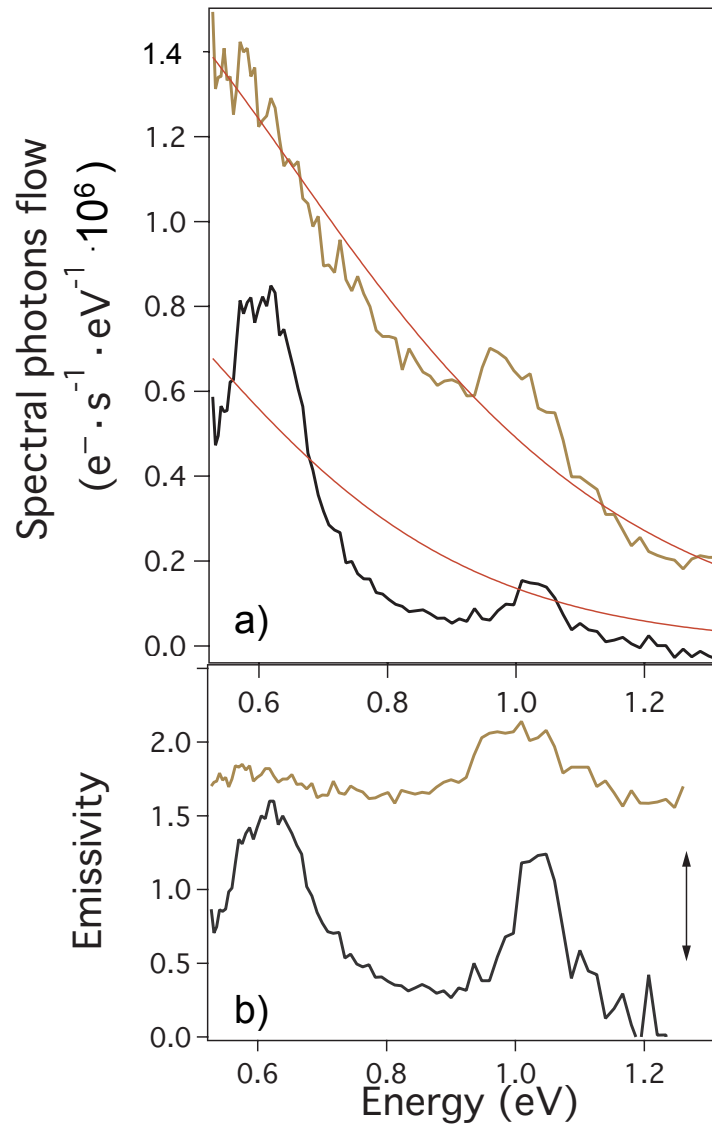 Spectral photons flow
(e⁻ · s⁻¹ · eV⁻¹ · 10⁶)
1.4
1.2
1.0
0.8
0.6
0.4
0.2
0.0
a)
0.6 0.8 1.0 1.2
Emissivity
2.0
1.5
1.0
0.5
0.0
b)
0.6 0.8 1.0 1.2
Energy (eV)